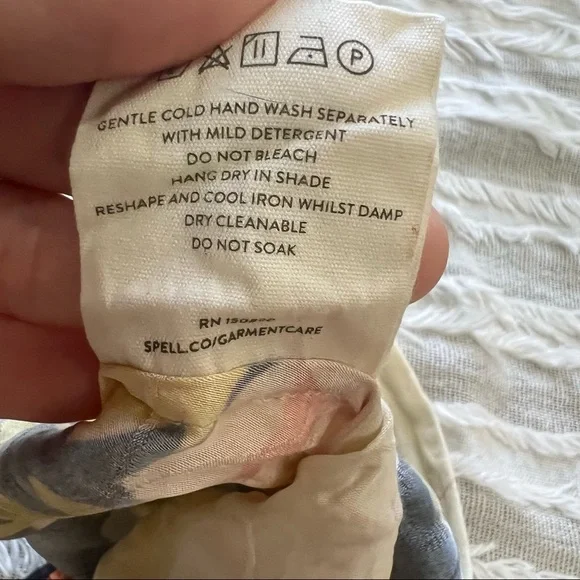 P
GENTLE COLD HAND WASH SEPARATELY
WITH MILD DETERGENT
DO NOT BLEACH
HANG DRY IN SHADE
RESHAPE AND COOL IRON WHILST DAMP
DRY CLEANABLE
DO NOT SOAK
RN
SPELL.CO/GARMENTCARE